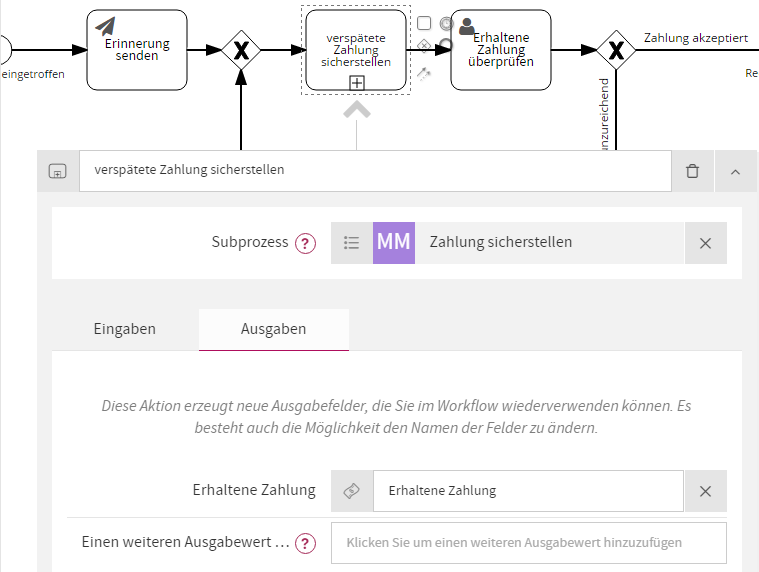 Erinnerung
senden
X
verspätete
Zahlung
sicherstellen
Erhaltene
Zahlung
überprüfen
X
Zahlung akzeptiert
eingetroffen
Re
unzureichend
verspätete Zahlung sicherstellen
Subprozess ? MM Zahlung sicherstellen
Eingaben Ausgaben
Diese Aktion erzeugt neue Ausgabefelder, die Sie im Workflow wiederverwenden können. Es
besteht auch die Möglichkeit den Namen der Felder zu ändern.
Erhaltene Zahlung Erhaltene Zahlung
Einen weiteren Ausgabewert ... ? Klicken Sie um einen weiteren Ausgabewert hinzuzufügen